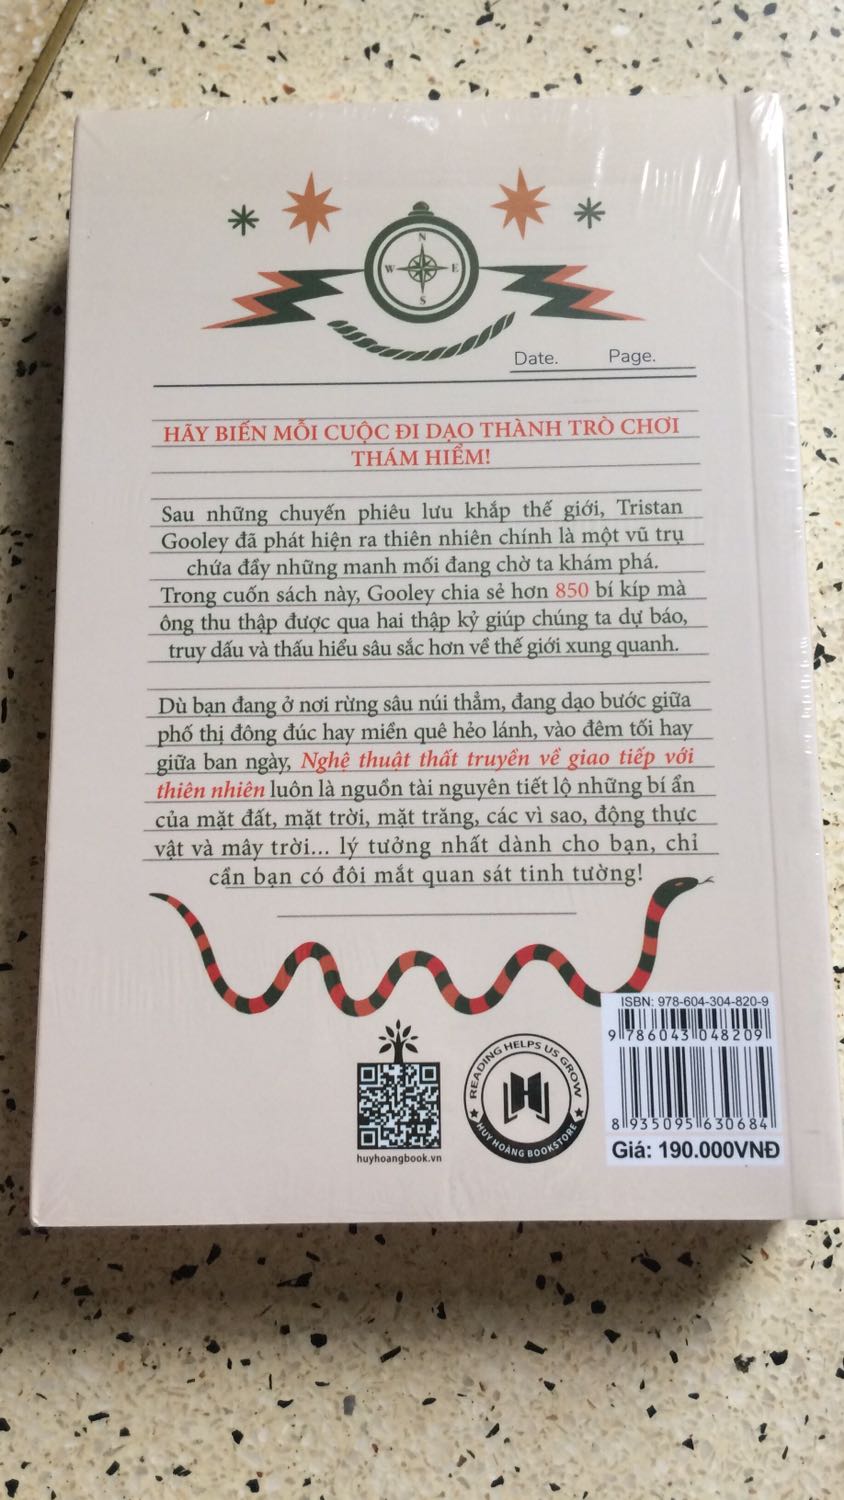 N
W E
S
Date. Page.
HÃY BIẾN MỖI CUỘC ĐI DẠO THÀNH TRÒ CHƠI
THÁM HIỂM!
Sau những chuyến phiêu lưu khắp thế giới, Tristan
Gooley đã phát hiện ra thiên nhiên chính là một vũ trụ
chứa đầy những manh mối đang chờ ta khám phá.
Trong cuốn sách này, Gooley chia sẻ hơn 850 bí kíp mà
ông thu thập được qua hai thập kỷ giúp chúng ta dự báo,
truy dấu và thấu hiểu sâu sắc hơn về thế giới xung quanh.
Dù bạn đang ở nơi rừng sâu núi thẳm, đang dạo bước giữa
phố thị đông đúc hay miền quê hẻo lánh, vào đêm tối hay
giữa ban ngày, Nghệ thuật thất truyền về giao tiếp với
thiên nhiên luôn là nguồn tài nguyên tiết lộ những bí ẩn
của mặt đất, mặt trời, mặt trăng, các vì sao, động thực
vật và mây trời... lý tưởng nhất dành cho bạn, chỉ
cần bạn có đôi mắt quan sát tinh tường!
ISBN: 978-604-304-820-9
9 786043 048209
8 935095 630684
Giá: 190.000VNĐ
READING HELPS US GROW
H
HUY HOÀNG BOOKSTORE
huyhoangbook.vn